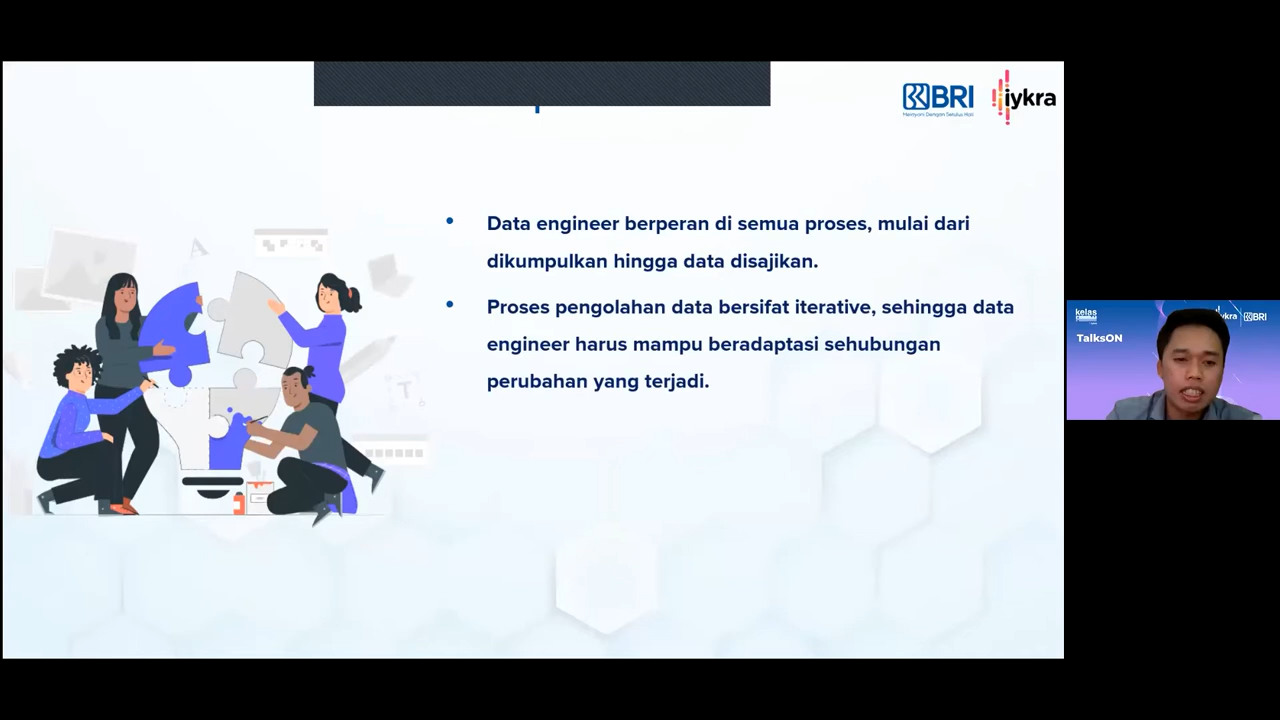 BRI
Melayani Dengan Setulus Hati
iykra
• Data engineer berperan di semua proses, mulai dari
dikumpulkan hingga data disajikan.
• Proses pengolahan data bersifat iterative, sehingga data
engineer harus mampu beradaptasi sehubungan
perubahan yang terjadi.
kelas
BRI
TalksON